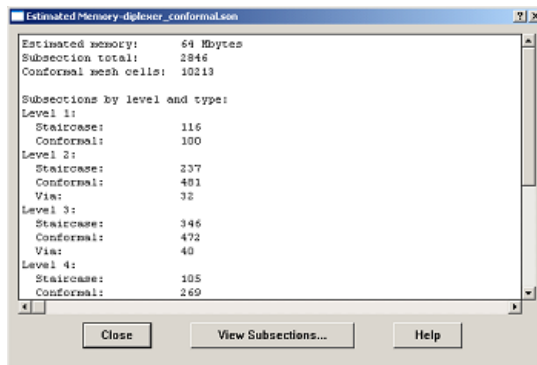 Estimated Memory-diplexer_conformal.son
Estimated memory: 64 Mbytes
Subsection total: 2846
Conformal mesh cells: 10213
Subsections by level and type:
Level 1:
Staircase: 116
Conformal: 100
Level 2:
Staircase: 237
Conformal: 481
Via: 32
Level 3:
Staircase: 346
Conformal: 472
Via: 40
Level 4:
Staircase: 105
Conformal: 269
Close View Subsections... Help